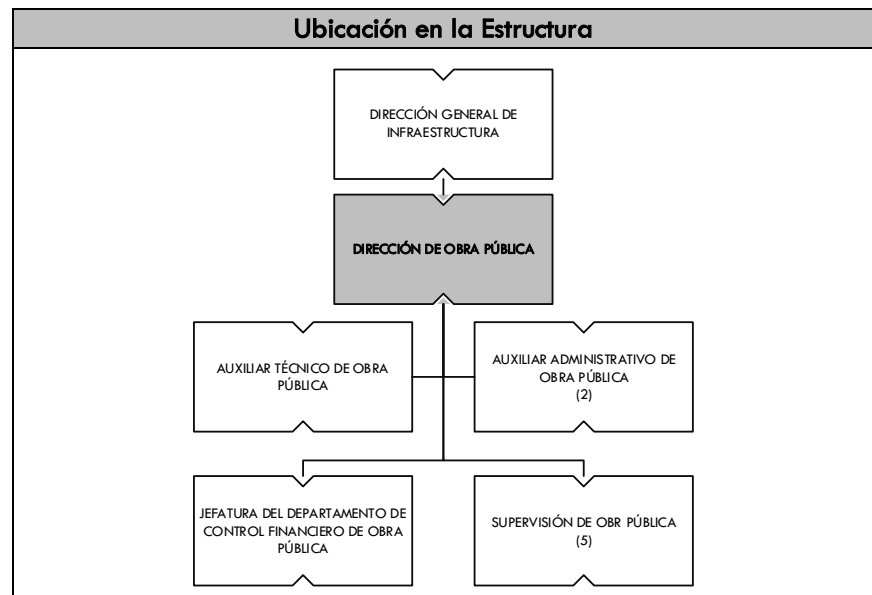 Ubicación en la Estructura
DIRECCIÓN GENERAL DE
INFRAESTRUCTURA
DIRECCIÓN DE OBRA PÚBLICA
AUXILIAR TÉCNICO DE OBRA
PÚBLICA
AUXILIAR ADMINISTRATIVO DE
OBRA PÚBLICA
(2)
JEFATURA DEL DEPARTAMENTO DE
CONTROL FINANCIERO DE OBRA
PÚBLICA
SUPERVISIÓN DE OBR PÚBLICA
(5)